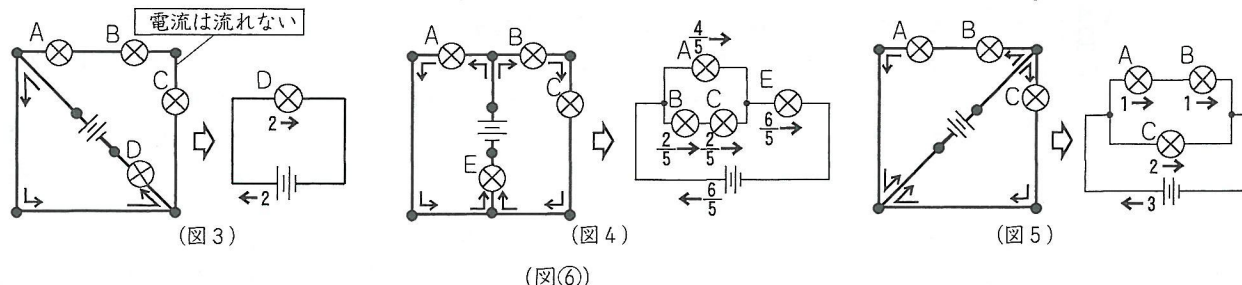 電流は流れない
A B
C
D
D
2→
←2
(図3)
A B
C
E
4/5→
A
B C
2/5→ 2/5→
E
6/5→
←6/5
(図4)
A B
C
A B
1→ 1→
C
2→
←3
(図5)
(図⑥)